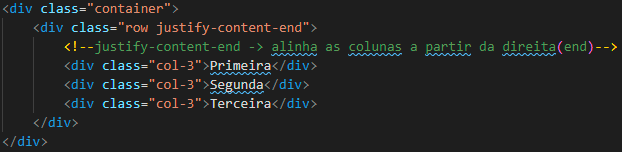 <div class="container">
<div class="row justify-content-end">
<!--justify-content-end -> alinha as colunas a partir da direita(end)-->
<div class="col-3">Primeira</div>
<div class="col-3">Segunda</div>
<div class="col-3">Terceira</div>
</div>
</div>